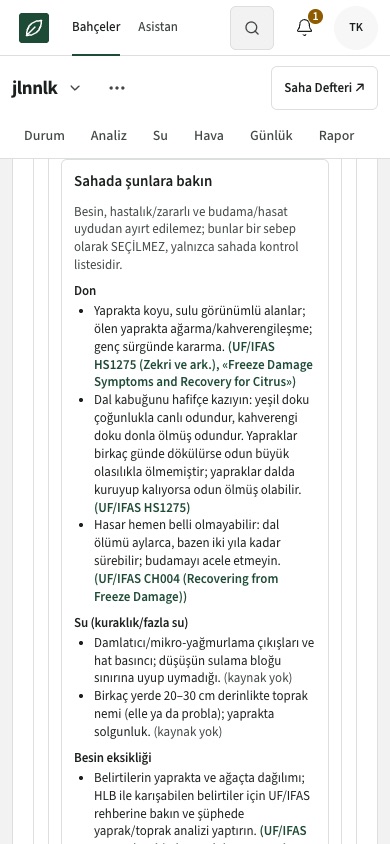 Bahçeler Asistan 1 TK
jlnnlk
Saha Defteri ↗
Durum Analiz Su Hava Günlük Rapor
Sahada şunlara bakın
Besin, hastalık/zararlı ve budama/hasat
uydudan ayırt edilemez; bunlar bir sebep
olarak SEÇİLMEZ, yalnızca sahada kontrol
listesidir.
Don
• Yaprakta koyu, sulu görünümlü alanlar;
ölen yaprakta ağarma/kahverengileşme;
genç sürgünde kararma. (UF/IFAS
HS1275 (Zekri ve ark.), «Freeze Damage
Symptoms and Recovery for Citrus»)
• Dal kabuğunu hafifçe kazıyın: yeşil doku
çoğunlukla canlı odundur, kahverengi
doku donla ölmüş odundur. Yapraklar
birkaç günde dökülürse odun büyük
olasılıkla ölmemiştir; yapraklar dalda
kuruyup kalıyorsa odun ölmüş olabilir.
(UF/IFAS HS1275)
• Hasar hemen belli olmayabilir: dal
ölümü aylarca, bazen iki yıla kadar
sürebilir; budamayı acele etmeyin.
(UF/IFAS CH004 (Recovering from
Freeze Damage))
Su (kuraklık/fazla su)
• Damlatıcı/mikro-yağmurlama çıkışları ve
hat basıncı; düşüşün sulama bloğu
sınırına uyup uymadığı. (kaynak yok)
• Birkaç yerde 20–30 cm derinlikte toprak
nemi (elle ya da probla); yaprakta
solgunluk. (kaynak yok)
Besin eksikliği
• Belirtilerin yaprakta ve ağaçta dağılımı;
HLB ile karışabilen belirtiler için UF/IFAS
rehberine bakın ve şüphede
yaprak/toprak analizi yaptırın. (UF/IFAS